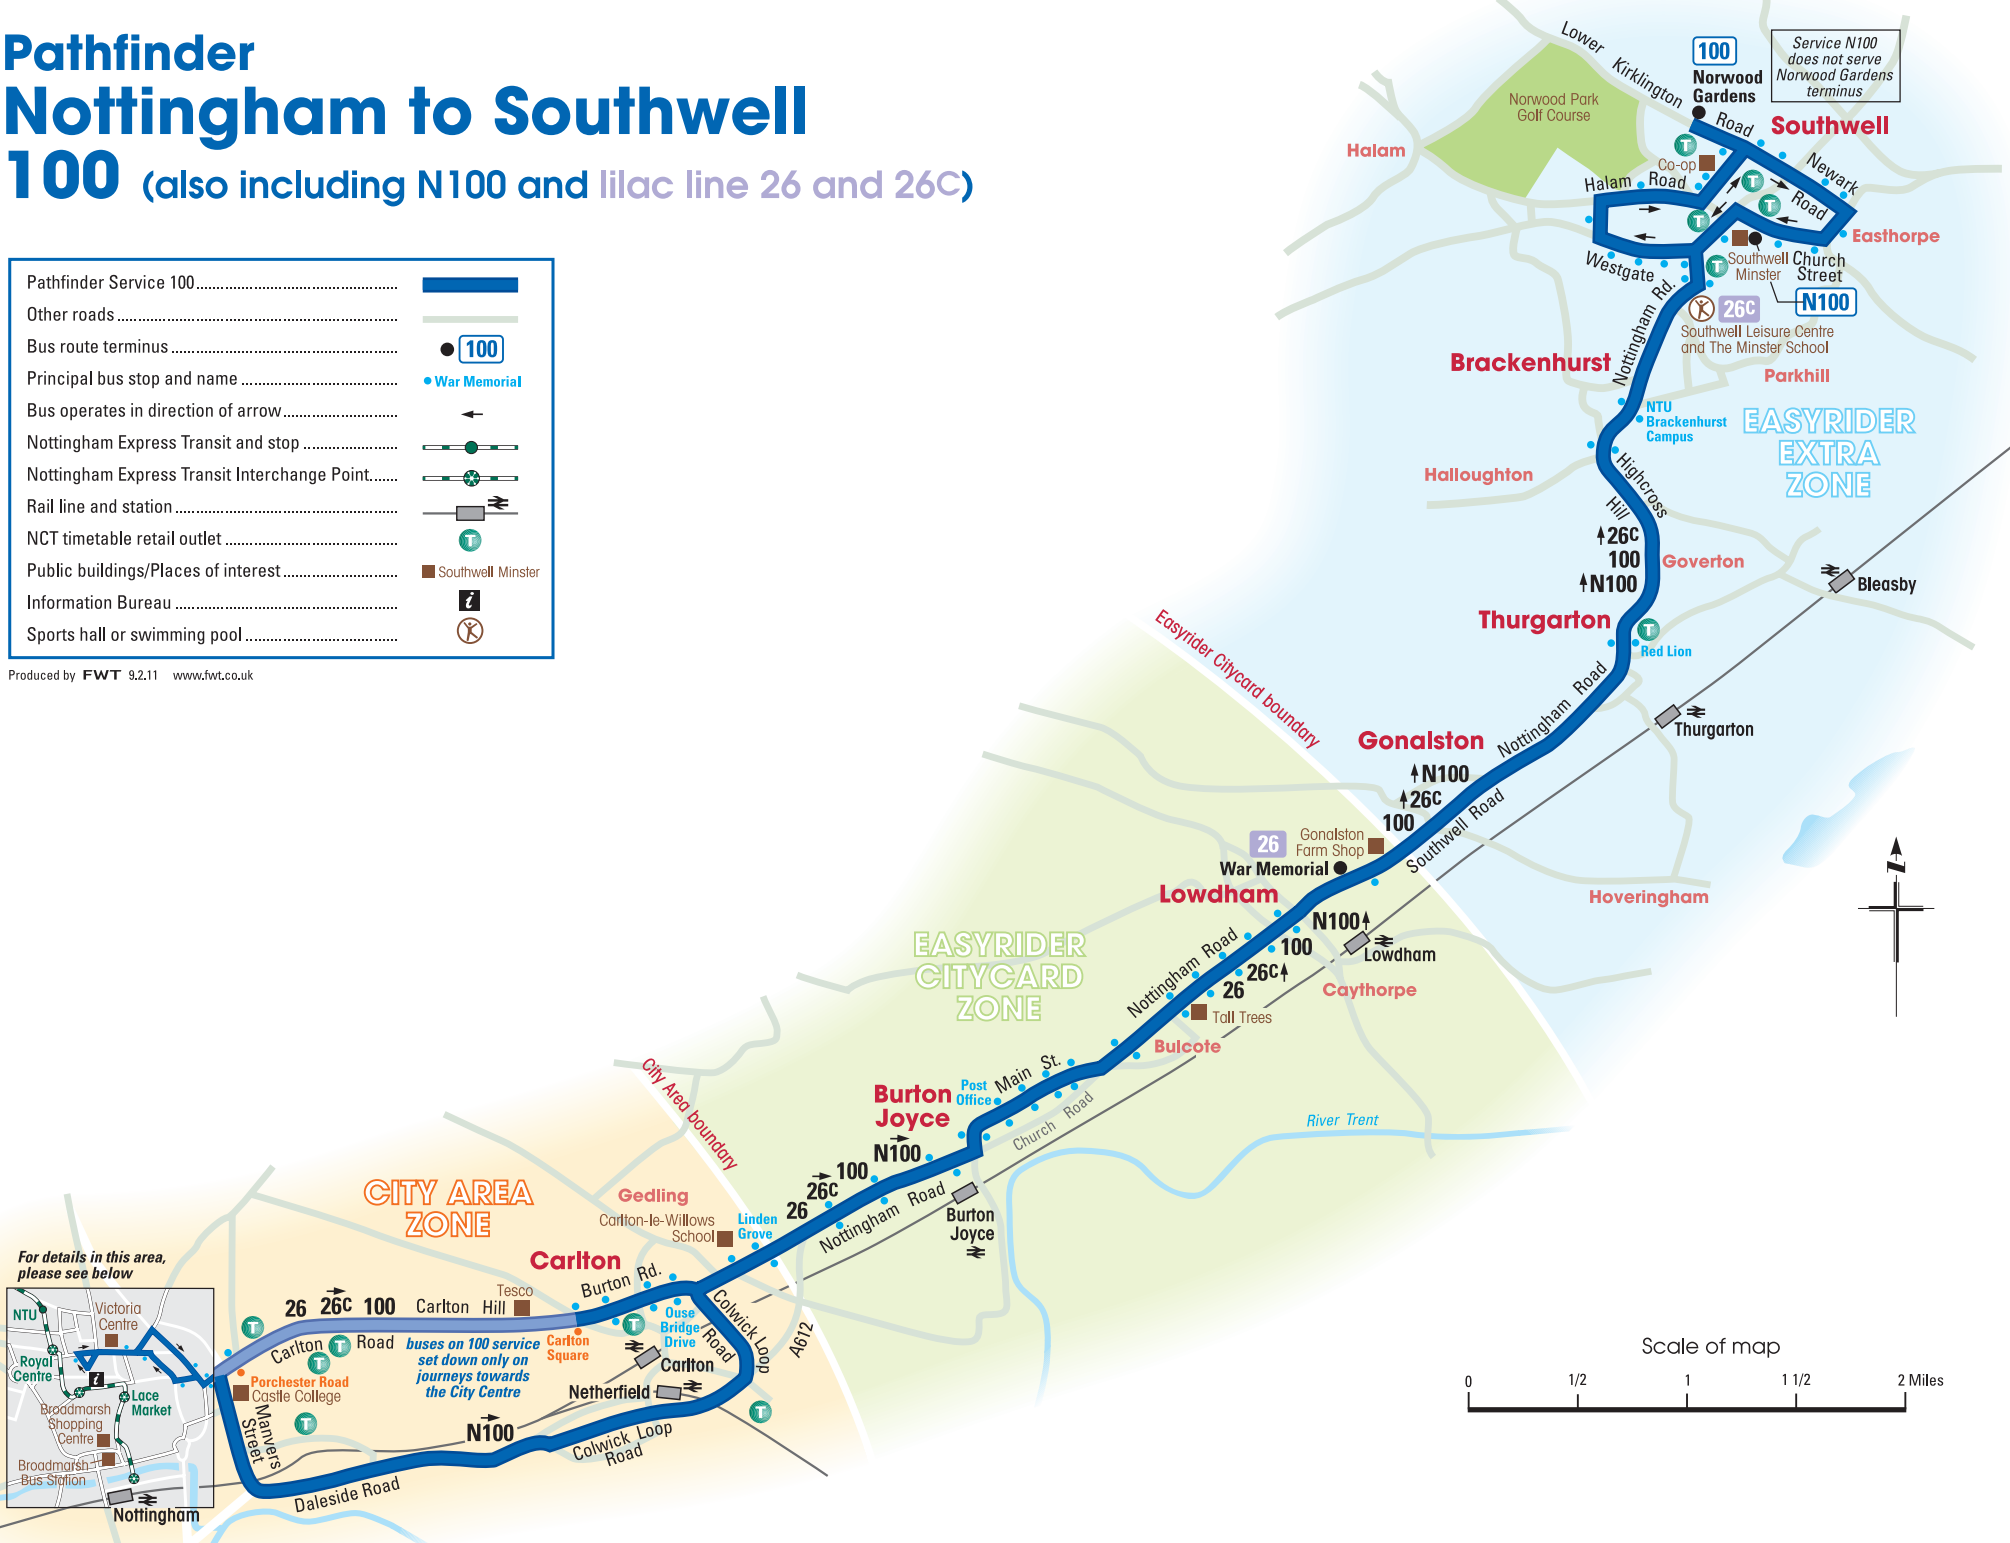 Pathfinder
Nottingham to Southwell
100 (also including N100 and lilac line 26 and 26C)
Pathfinder Service 100
Other roads
Bus route terminus
100
Principal bus stop and name
War Memorial
Bus operates in direction of arrow
Nottingham Express Transit and stop
Nottingham Express Transit Interchange Point
Rail line and station
NCT timetable retail outlet
T
Public buildings/Places of interest
Southwell Minster
Information Bureau
i
Sports hall or swimming pool
Produced by FWT 9.2.11 www.fwt.co.uk
Lower Kirklington Road
100
Norwood
Gardens
Service N100
does not serve
Norwood Gardens
terminus
Southwell
Norwood Park
Golf Course
Halam
T
Co-op
Halam Road
T
T
T
Newark
Road
Easthorpe
Westgate
T
Southwell
Minster
Church
Street
N100
26C
Southwell Leisure Centre
and The Minster School
Nottingham Rd.
Brackenhurst
Parkhill
NTU
Brackenhurst
Campus
EASYRIDER
EXTRA
ZONE
Halloughton
Highcross
Hill
26C
100
N100
Goverton
Bleasby
Thurgarton
T
Red Lion
Easyrider Citycard boundary
Nottingham Road
Thurgarton
Gonalston
N100
26C
100
Southwell Road
26
Gonalston
Farm Shop
War Memorial
Lowdham
Hoveringham
N
N100
100
26C
26
Lowdham
Caythorpe
EASYRIDER
CITYCARD
ZONE
Nottingham Road
Tall Trees
Bulcote
City Area boundary
Burton
Joyce
Post
Office
Main St.
Church Road
River Trent
N100
100
26C
26
Nottingham Road
Burton
Joyce
CITY AREA
ZONE
Gedling
Carlton-le-Willows
School
Linden
Grove
Carlton
Burton Rd.
Tesco
Carlton Hill
26 26C 100
T
Carlton Road
T
T
buses on 100 service
set down only on
journeys towards
the City Centre
Carlton
Square
T
Ouse
Bridge
Drive
Colwick Loop
Road
A612
Carlton
Netherfield
T
Porchester Road
Castle College
T
Manvers
Street
N100
Colwick Loop
Road
Daleside Road
For details in this area,
please see below
NTU
Victoria
Centre
Royal
Centre
i
Lace
Market
Broadmarsh
Shopping
Centre
Broadmarsh
Bus Station
Nottingham
Scale of map
0 1/2 1 1 1/2 2 Miles